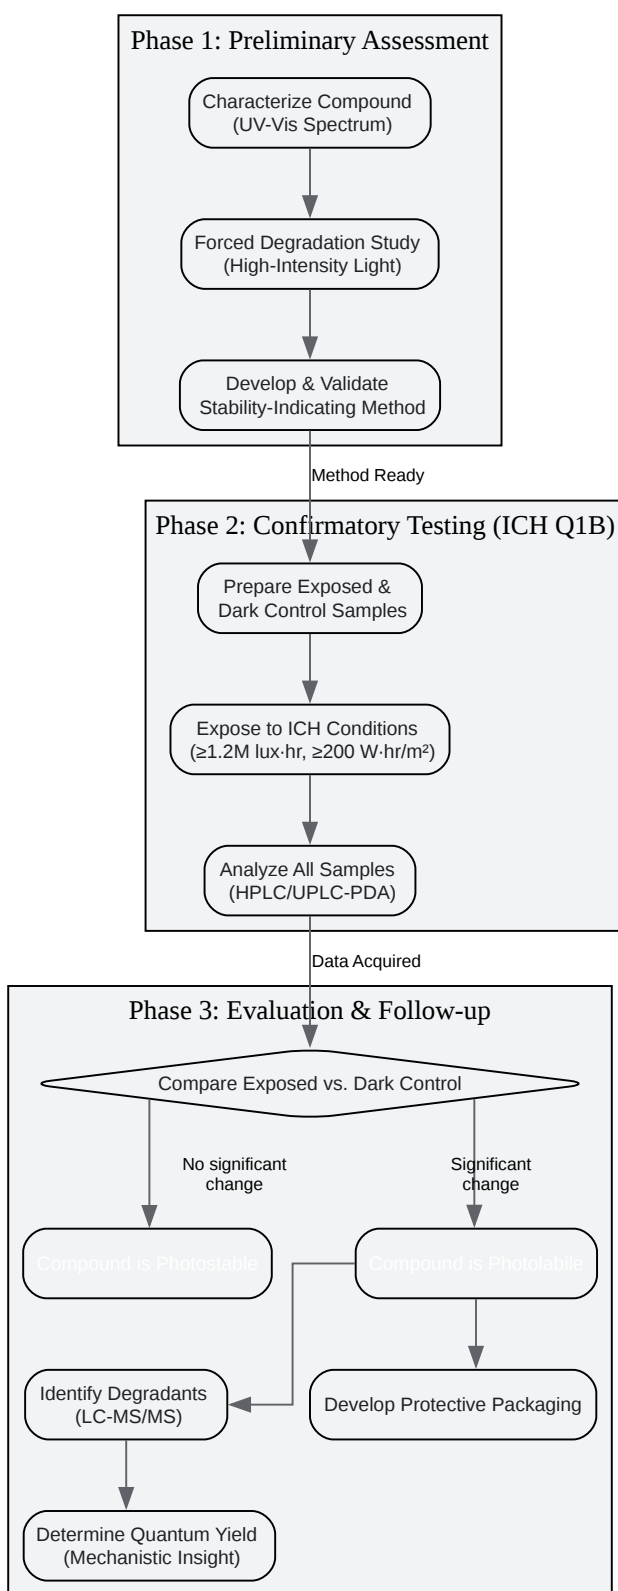 Phase 1: Preliminary Assessment
Characterize Compound
(UV-Vis Spectrum)
Forced Degradation Study
(High-Intensity Light)
Develop & Validate
Stability-Indicating Method
Method Ready
Phase 2: Confirmatory Testing (ICH Q1B)
Prepare Exposed &
Dark Control Samples
Expose to ICH Conditions
(≥1.2M lux·hr, ≥200 W·hr/m²)
Analyze All Samples
(HPLC/UPLC-PDA)
Data Acquired
Phase 3: Evaluation & Follow-up
Compare Exposed vs. Dark Control
No significant
change
Significant
change
Compound is Photostable
Compound is Photolabile
Identify Degradants
(LC-MS/MS)
Develop Protective Packaging
Determine Quantum Yield
(Mechanistic Insight)